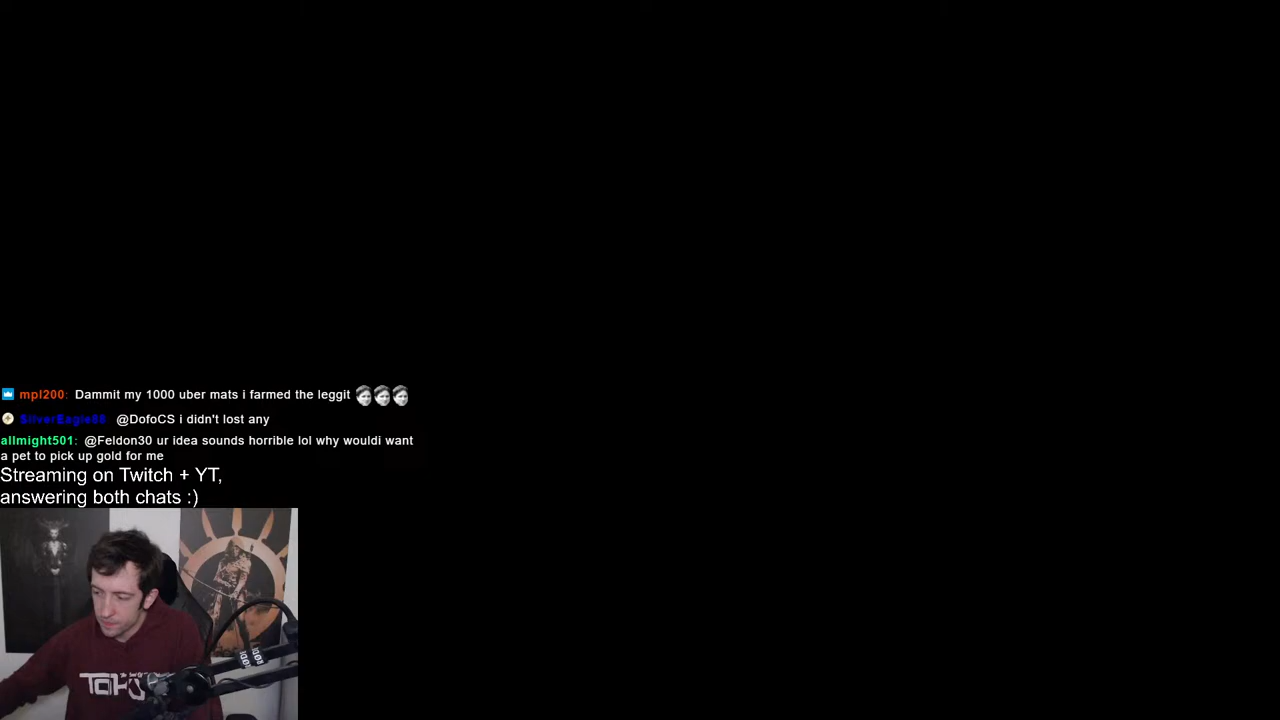 mpl200: Dammit my 1000 uber mats i farmed the leggit
SilverEagle88: @DofoCS i didn't lost any
allmight501: @Feldon30 ur idea sounds horrible lol why wouldi want
a pet to pick up gold for me
Streaming on Twitch + YT,
answering both chats :)